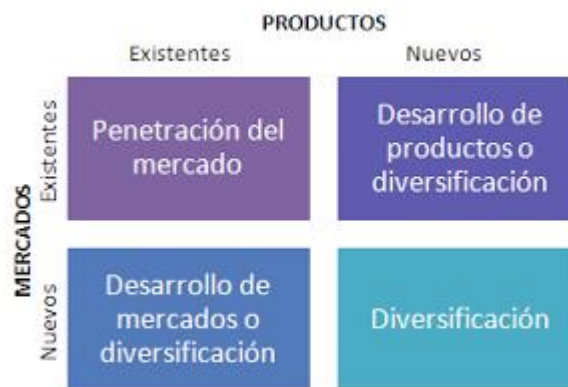 PRODUCTOS
Existentes
Nuevos
MERCADOS
Existentes
Penetración del
mercado
Desarrollo de
productos o
diversificación
Nuevos
Desarrollo de
mercados o
diversificación
Diversificación